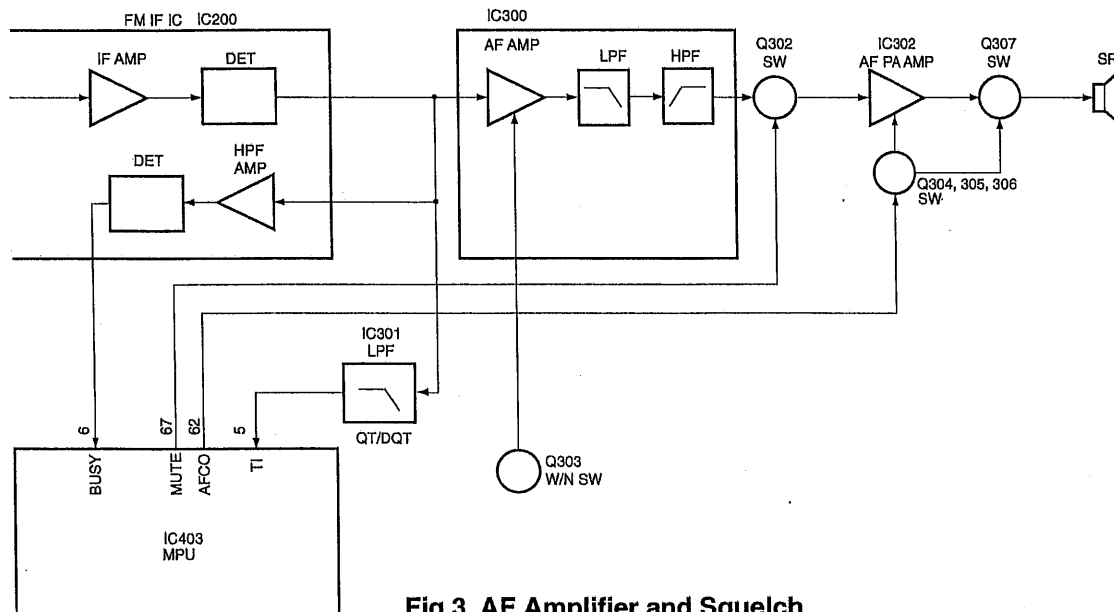 FM IF IC IC200
IF AMP
DET
DET
HPF
AMP
IC300
AF AMP
LPF
HPF
Q302
SW
IC302
AF PA AMP
Q307
SW
Q304, 305, 306
SW
IC301
LPF
QT/DQT
Q303
W/N SW
6
67
62
5
BUSY
MUTE
AFCO
TI
IC403
MPU
Fig.3 AF Amplifier and Squelch